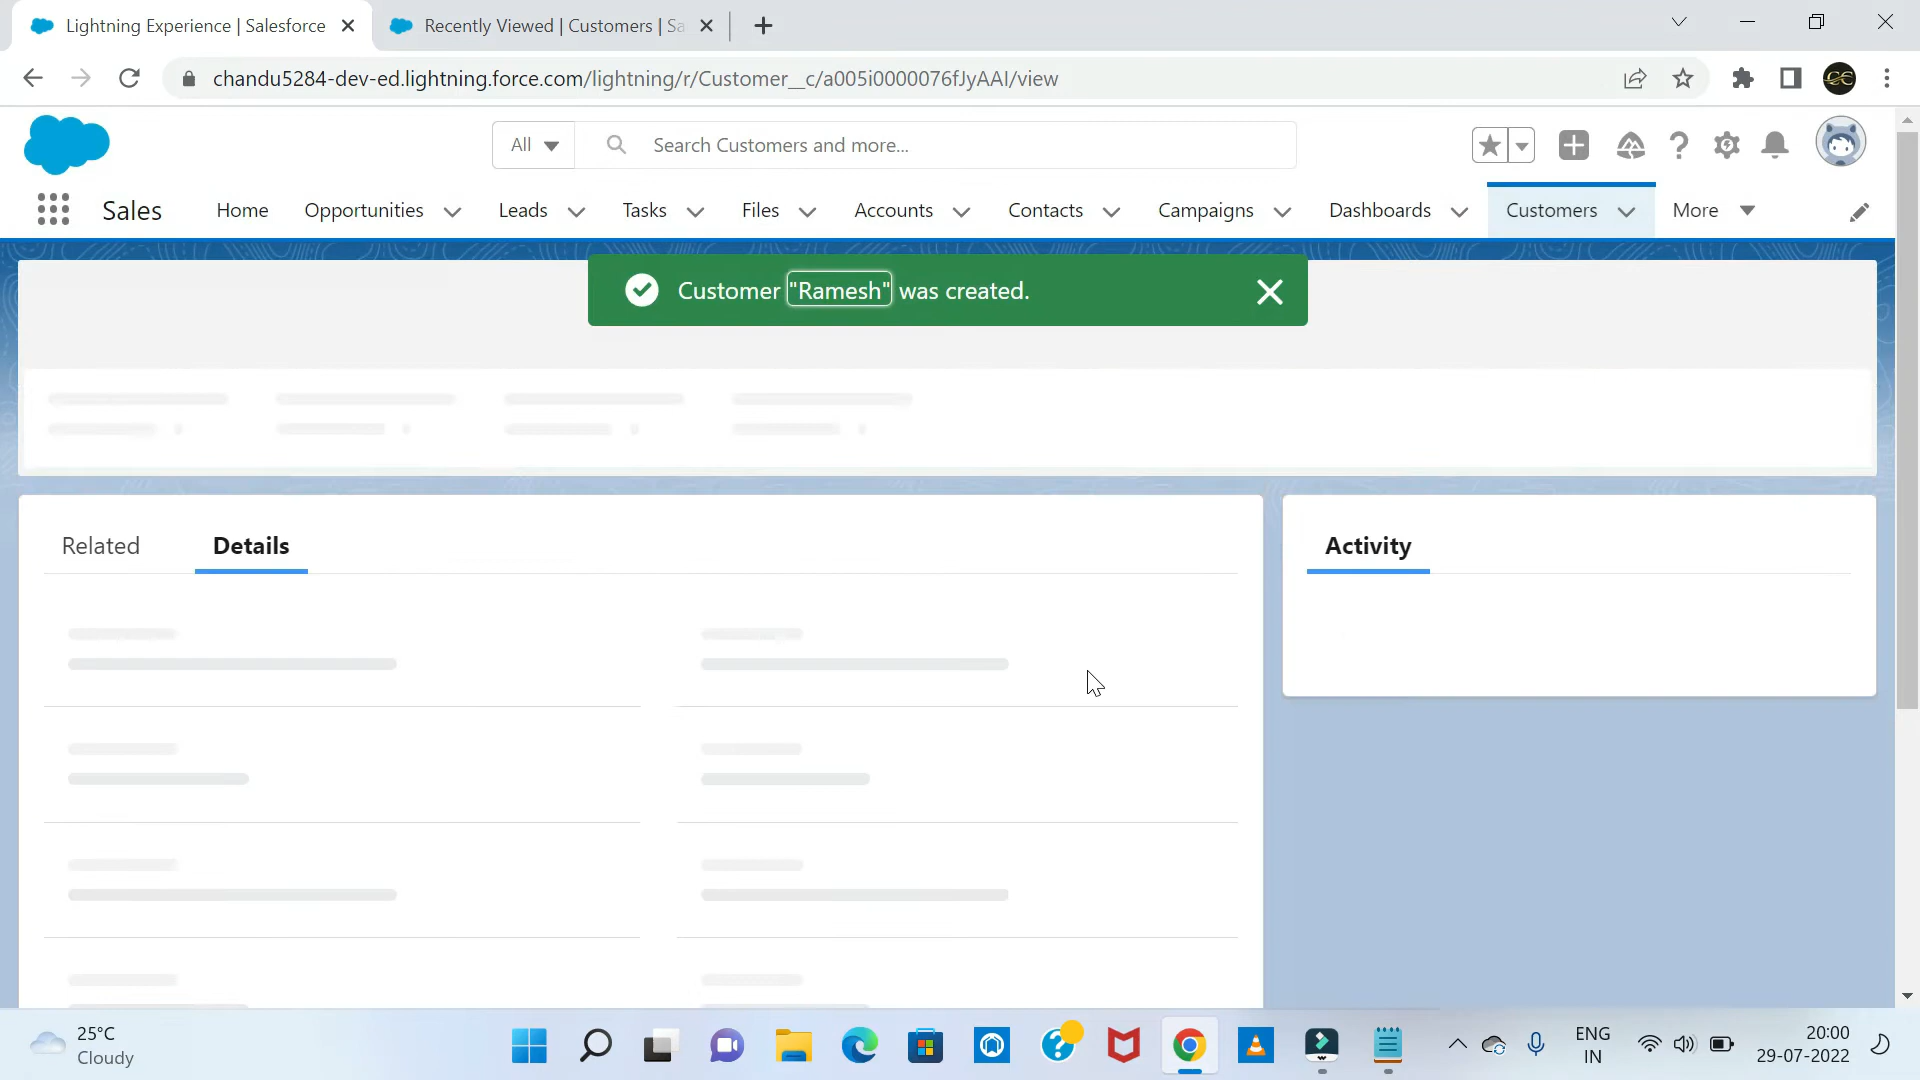 Lightning Experience | Salesforce
Recently Viewed | Customers | Sa
chandu5284-dev-ed.lightning.force.com/lightning/r/Customer__c/a005i0000076fJyAAI/view
All
Search Customers and more...
Sales
Home
Opportunities
Leads
Tasks
Files
Accounts
Contacts
Campaigns
Dashboards
Customers
More
Customer "Ramesh" was created.
Related
Details
Activity
25°C
Cloudy
ENG
IN
20:00
29-07-2022